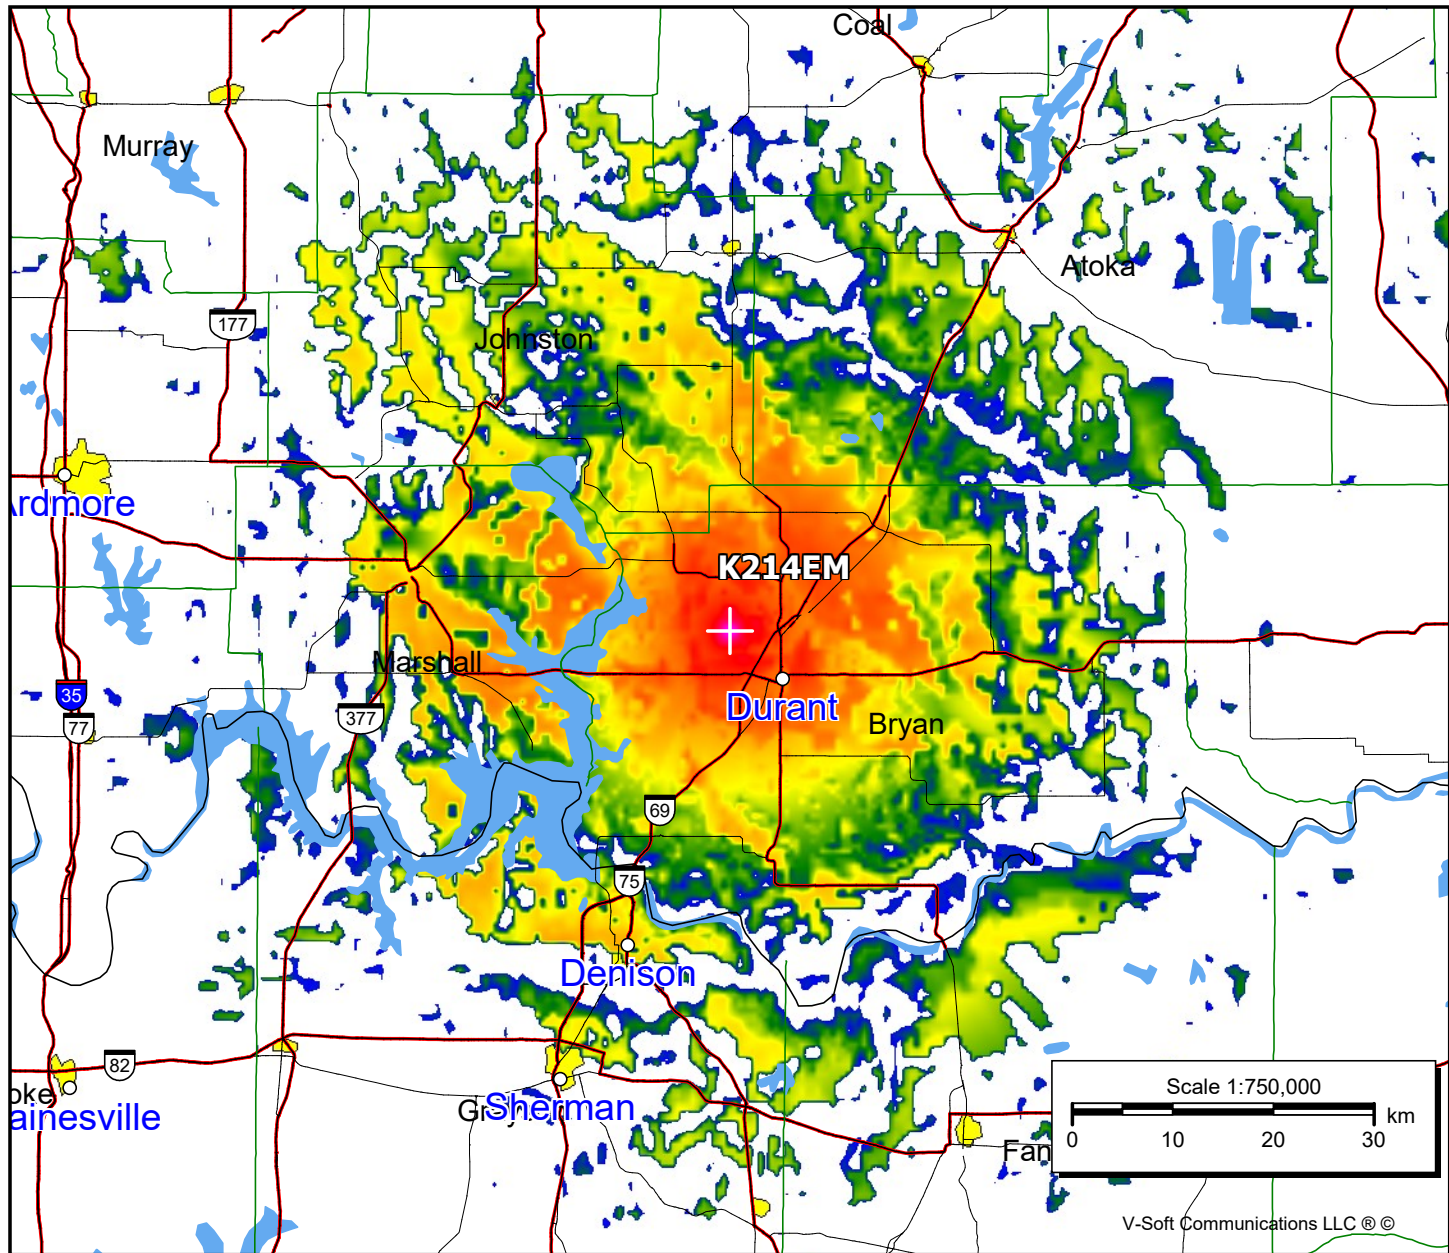 Coal
Murray
Atoka
177
Johnston
Ardmore
K214EM
Marshall
35
77
377
Durant
Bryan
69
75
Denison
82
oke
ainesville
Sherman
Fan
Scale 1:750,000
km
0 10 20 30
V-Soft Communications LLC ® ©